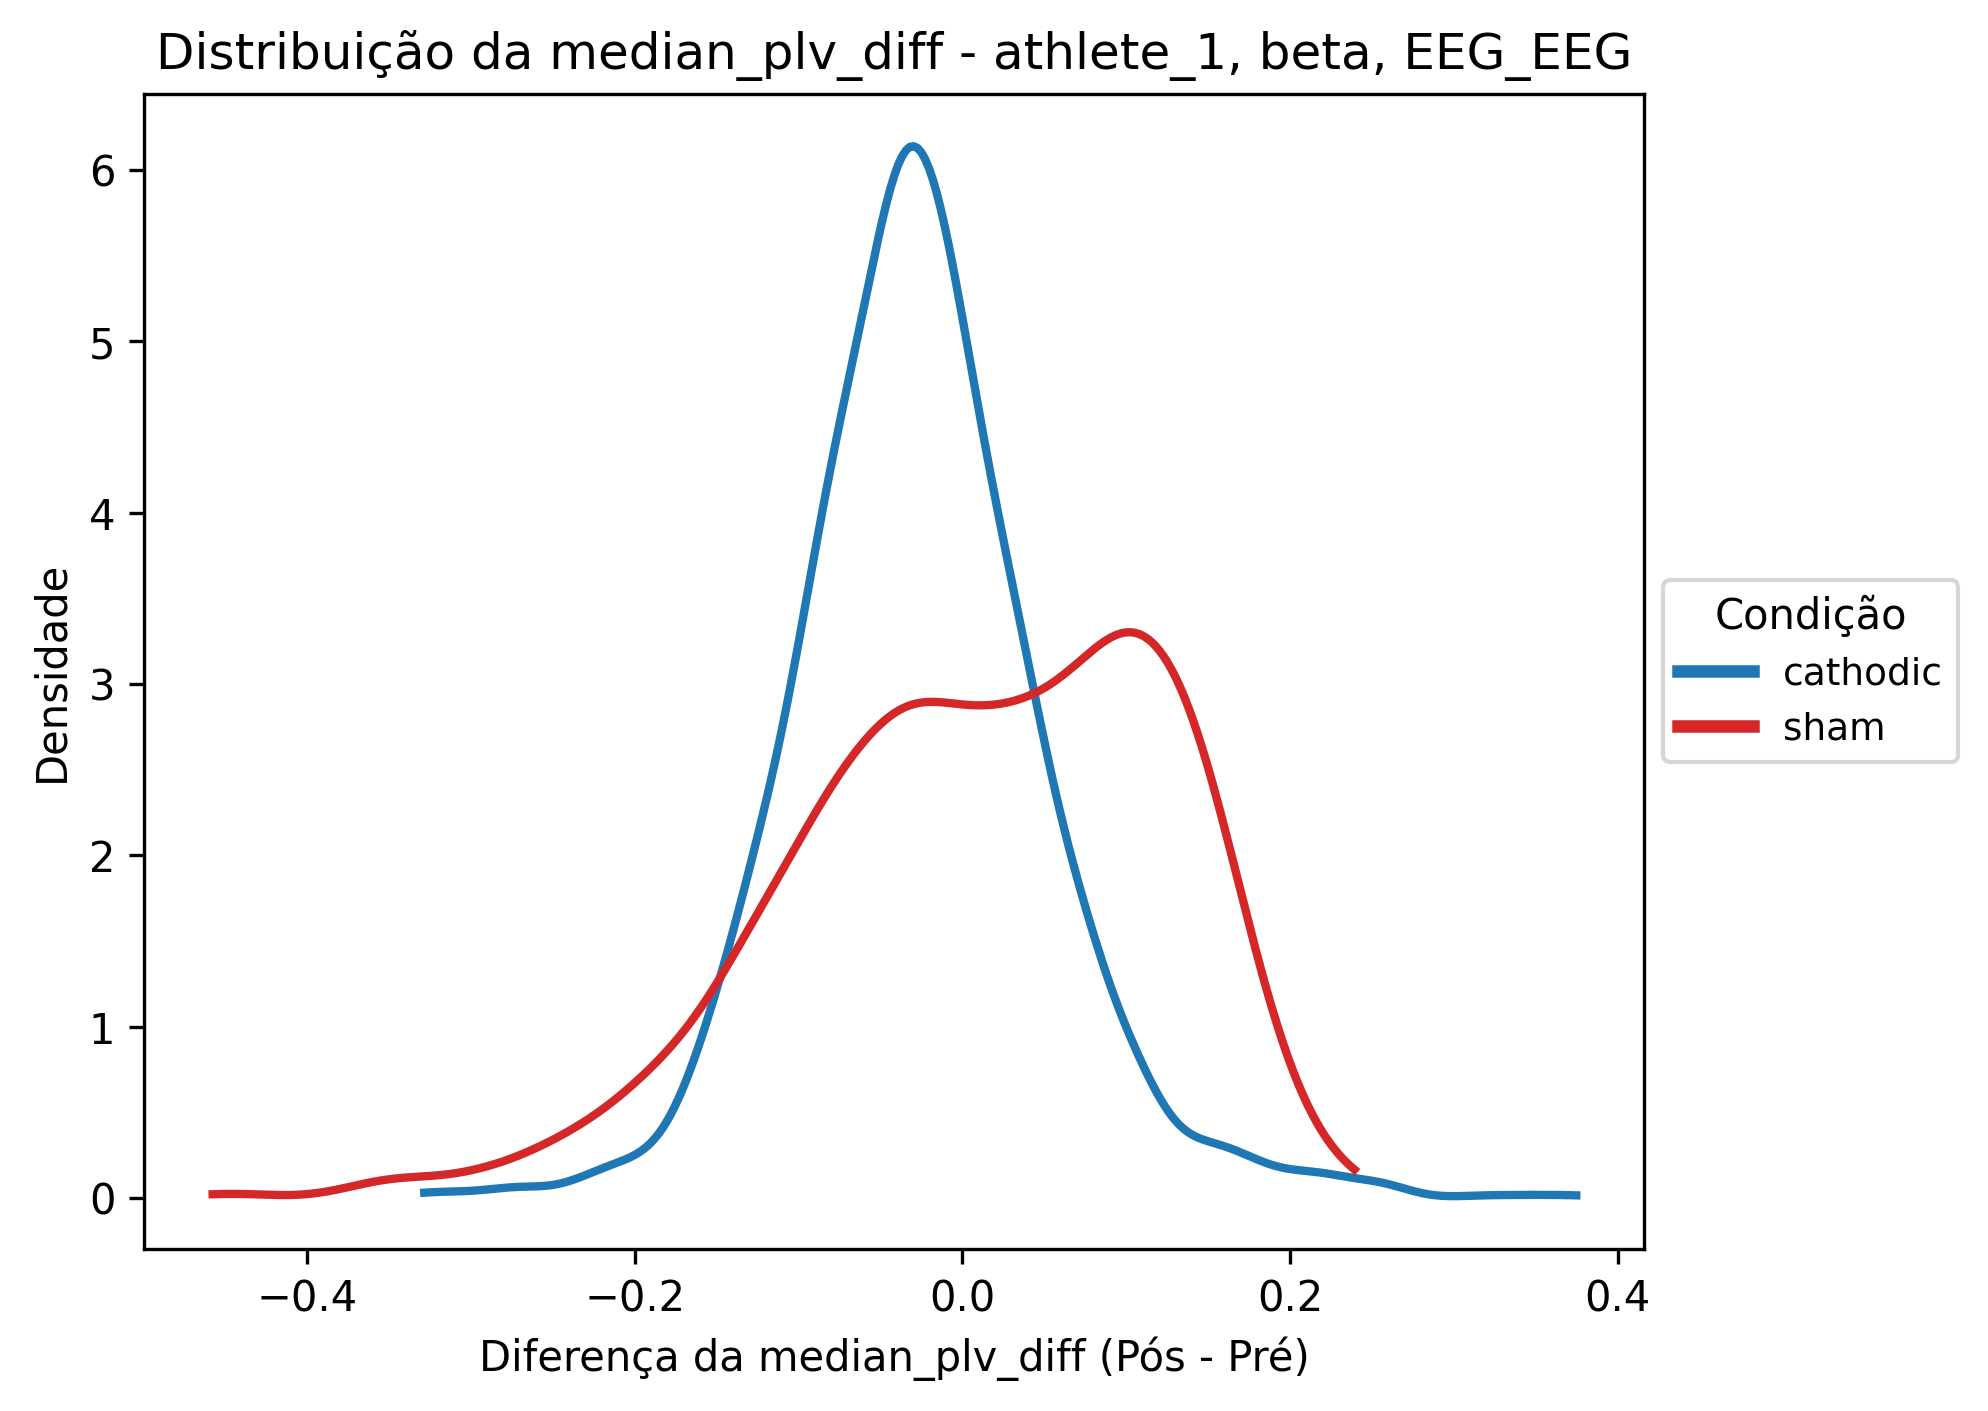 Distribuição da median_plv_diff - athlete_1, beta, EEG_EEG
Densidade
6
5
4
3
2
1
0
−0.4
−0.2
0.0
0.2
0.4
Diferença da median_plv_diff (Pós - Pré)
Condição
cathodic
sham